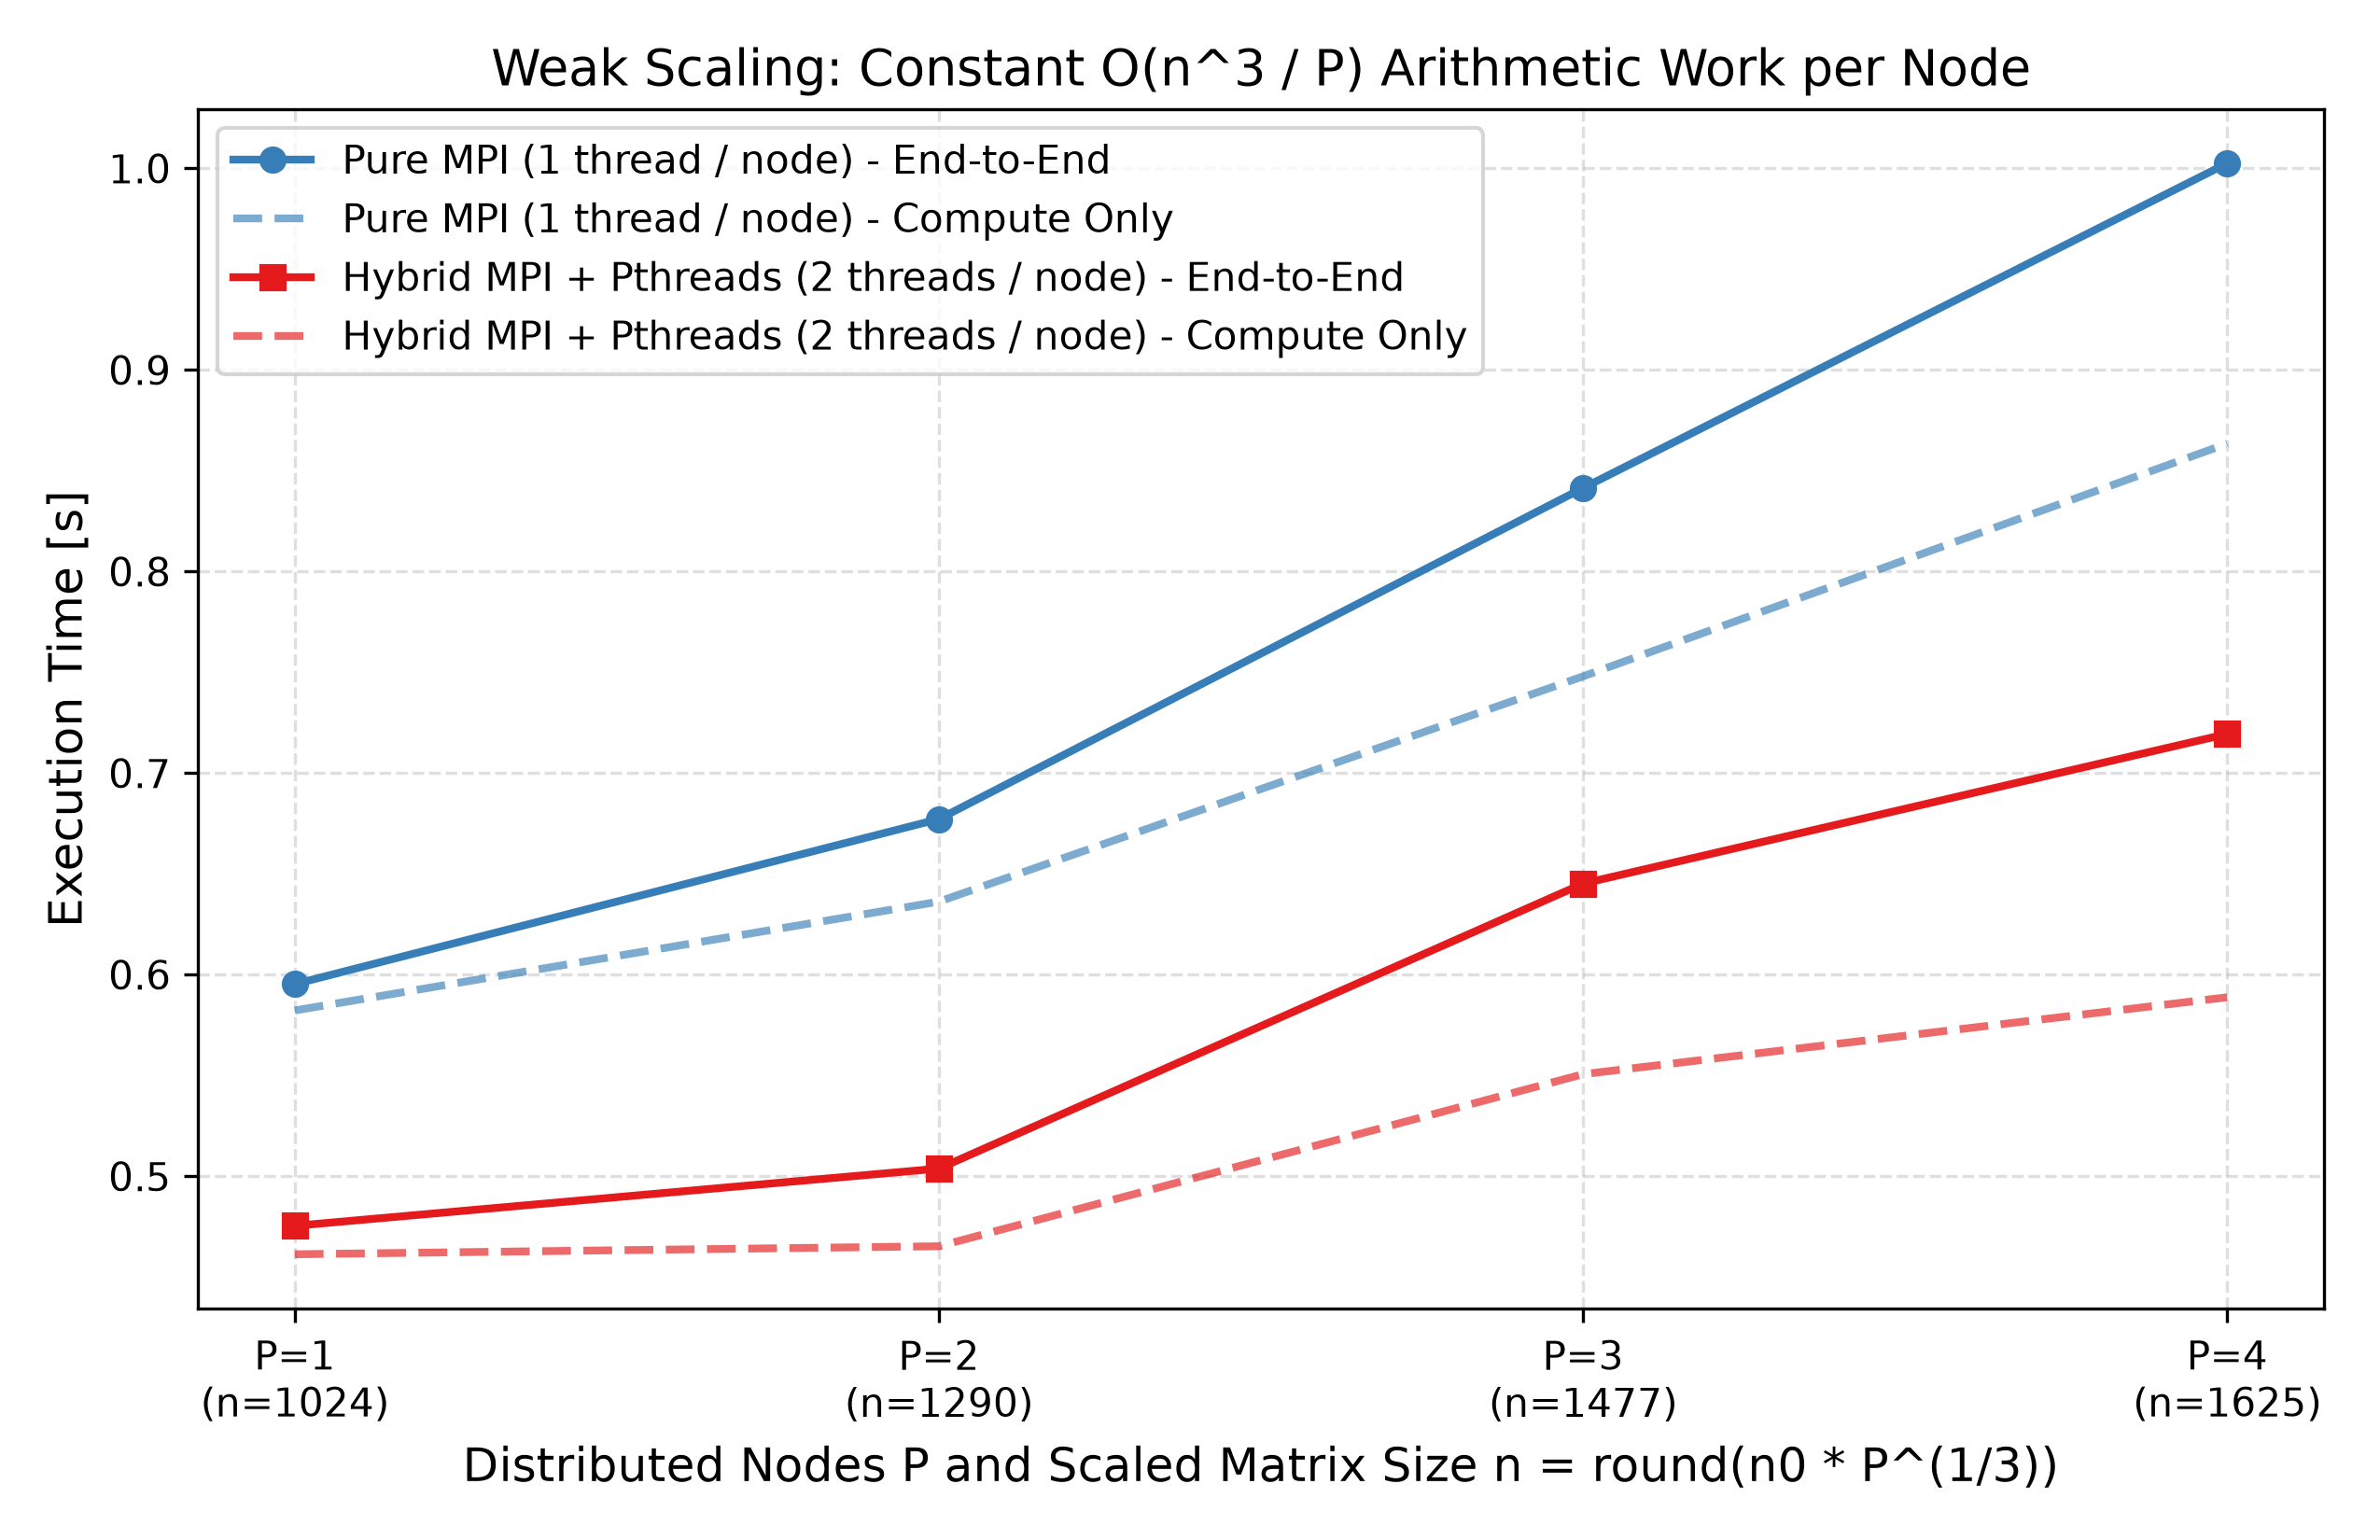 Weak Scaling: Constant O(n^3 / P) Arithmetic Work per Node
Pure MPI (1 thread / node) - End-to-End
Pure MPI (1 thread / node) - Compute Only
Hybrid MPI + Pthreads (2 threads / node) - End-to-End
Hybrid MPI + Pthreads (2 threads / node) - Compute Only
Execution Time [s]
1.0
0.9
0.8
0.7
0.6
0.5
P=1
(n=1024)
P=2
(n=1290)
P=3
(n=1477)
P=4
(n=1625)
Distributed Nodes P and Scaled Matrix Size n = round(n0 * P^(1/3))